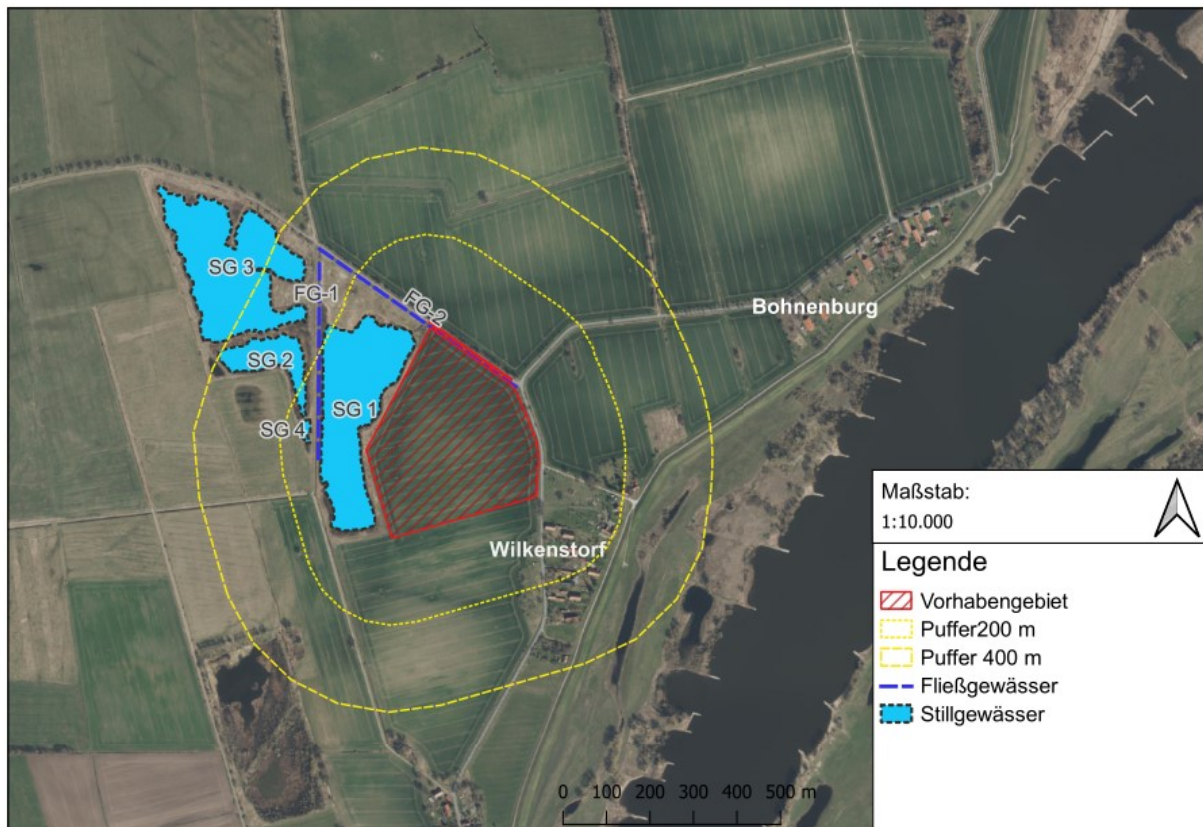 SG 3
FG-1
FG-2
SG 2
SG 1
SG 4
Bohnenburg
Wilkenstorf
Maßstab:
1:10.000
Legende
Vorhabengebiet
Puffer200 m
Puffer 400 m
Fließgewässer
Stillgewässer
0 100 200 300 400 500 m